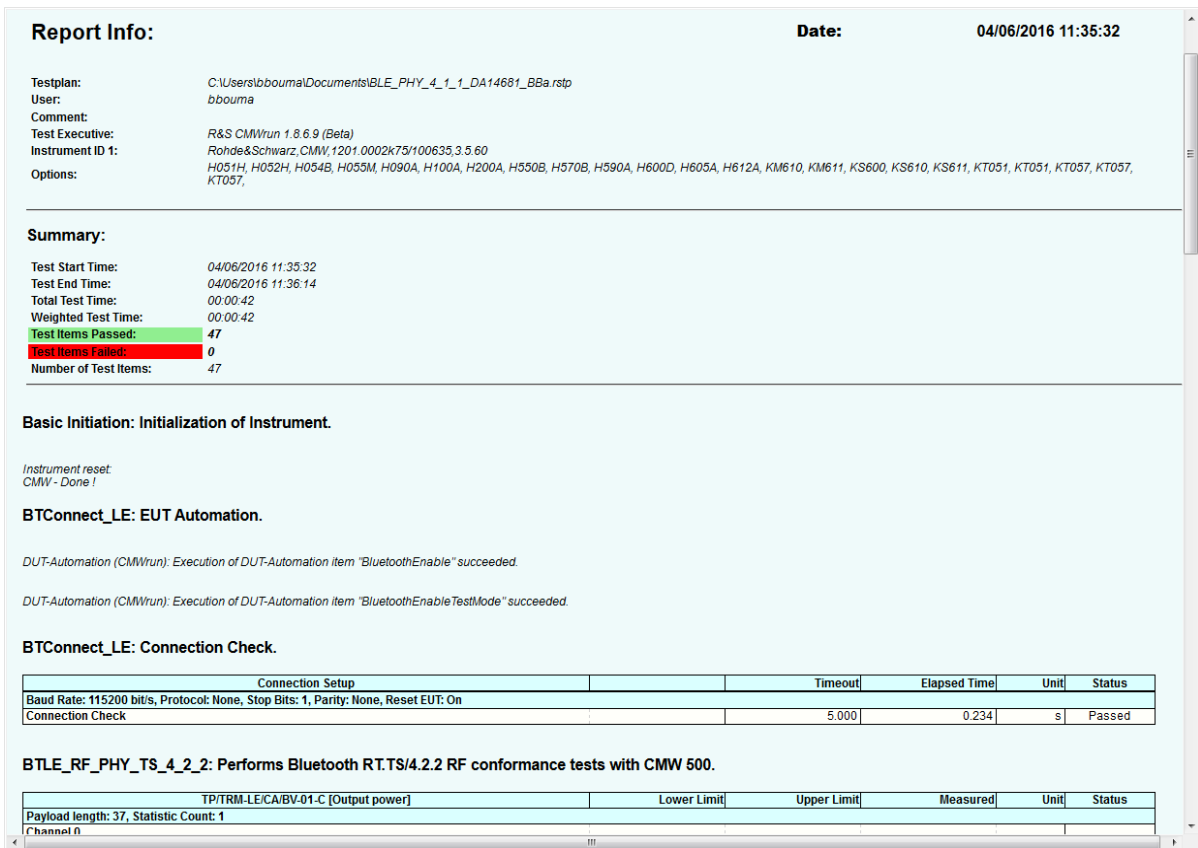 Report Info: Date: 04/06/2016 11:35:32
Testplan: C:\Users\bbouma\Documents\BLE_PHY_4_1_1_DA14681_BBa.rstp
User: bbouma
Comment:
Test Executive: R&S CMWrun 1.8.6.9 (Beta)
Instrument ID 1: Rohde&Schwarz,CMW,1201.0002k75/100635,3.5.60
Options: H051H, H052H, H054B, H055M, H090A, H100A, H200A, H550B, H570B, H590A, H600D, H605A, H612A, KM610, KM611, KS600, KS610, KS611, KT051, KT051, KT057, KT057,
KT057,
Summary:
Test Start Time: 04/06/2016 11:35:32
Test End Time: 04/06/2016 11:36:14
Total Test Time: 00:00:42
Weighted Test Time: 00:00:42
Test Items Passed: 47
Test Items Failed: 0
Number of Test Items: 47
Basic Initiation: Initialization of Instrument.
Instrument reset:
CMW - Done !
BTConnect_LE: EUT Automation.
DUT-Automation (CMWrun): Execution of DUT-Automation item "BluetoothEnable" succeeded.
DUT-Automation (CMWrun): Execution of DUT-Automation item "BluetoothEnableTestMode" succeeded.
BTConnect_LE: Connection Check.
Connection Setup Timeout Elapsed Time Unit Status
Baud Rate: 115200 bit/s, Protocol: None, Stop Bits: 1, Parity: None, Reset EUT: On
Connection Check 5.000 0.234 s Passed
BTLE_RF_PHY_TS_4_2_2: Performs Bluetooth RT.TS/4.2.2 RF conformance tests with CMW 500.
TP/TRM-LE/CA/BV-01-C [Output power] Lower Limit Upper Limit Measured Unit Status
Payload length: 37, Statistic Count: 1
Channel 0